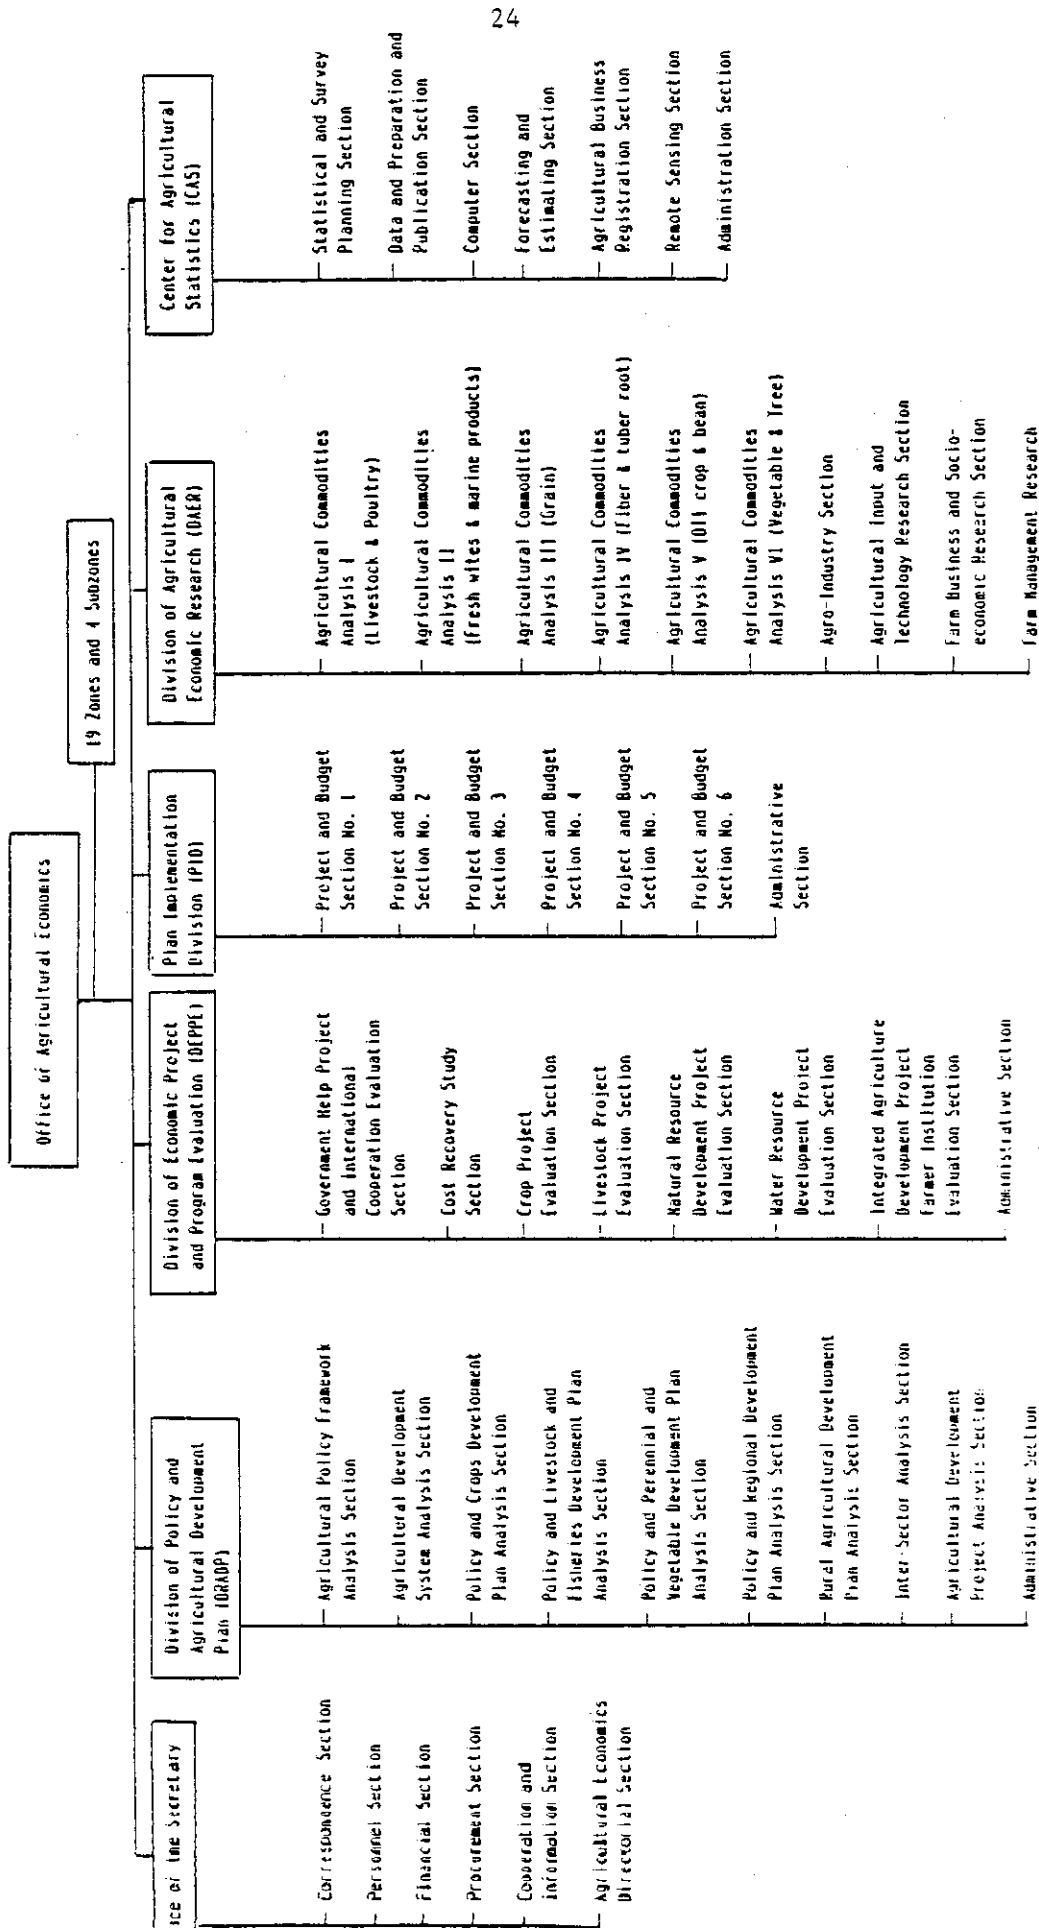 24
Office of Agricultural Economics
19 Zones and 4 Subzones
ice of the Secretary
Correspondence Section
Personnel Section
Financial Section
Procurement Section
Cooperation and
Information Section
Agricultural Economics
Directorial Section
Division of Policy and
Agricultural Development
Plan (DRADP)
Agricultural Policy Framework
Analysis Section
Agricultural Development
System Analysis Section
Policy and Crops Development
Plan Analysis Section
Policy and Livestock and
Fisheries Development Plan
Analysis Section
Policy and Perennial and
Vegetable Development Plan
Analysis Section
Policy and Regional Development
Plan Analysis Section
Rural Agricultural Development
Plan Analysis Section
Inter-Sector Analysis Section
Agricultural Development
Project Analysis Section
Administrative Section
Division of Economic Project
and Program Evaluation (DEPPE)
Government Help Project
and International
Cooperation Evaluation
Section
Cost Recovery Study
Section
Crop Project
Evaluation Section
Livestock Project
Evaluation Section
Natural Resource
Development Project
Evaluation Section
Water Resource
Development Project
Evaluation Section
Integrated Agriculture
Development Project
Farmer Institution
Evaluation Section
Administrative Section
Plan Implementation
Division (PID)
Project and Budget
Section No. 1
Project and Budget
Section No. 2
Project and Budget
Section No. 3
Project and Budget
Section No. 4
Project and Budget
Section No. 5
Project and Budget
Section No. 6
Administrative
Section
Division of Agricultural
Economic Research (DAER)
Agricultural Commodities
Analysis I
(Livestock & Poultry)
Agricultural Commodities
Analysis II
(fresh wites & marine products)
Agricultural Commodities
Analysis III (Grain)
Agricultural Commodities
Analysis IV (Fiber & tuber root)
Agricultural Commodities
Analysis V (Oil crop & bean)
Agricultural Commodities
Analysis VI (Vegetable & Tree)
Agro-Industry Section
Agricultural Input and
Technology Research Section
Farm Business and Socio-
economic Research Section
Farm Management Research
Center for Agricultural
Statistics (CAS)
Statistical and Survey
Planning Section
Data and Preparation and
Publication Section
Computer Section
Forecasting and
Estimating Section
Agricultural Business
Registration Section
Remote Sensing Section
Administration Section